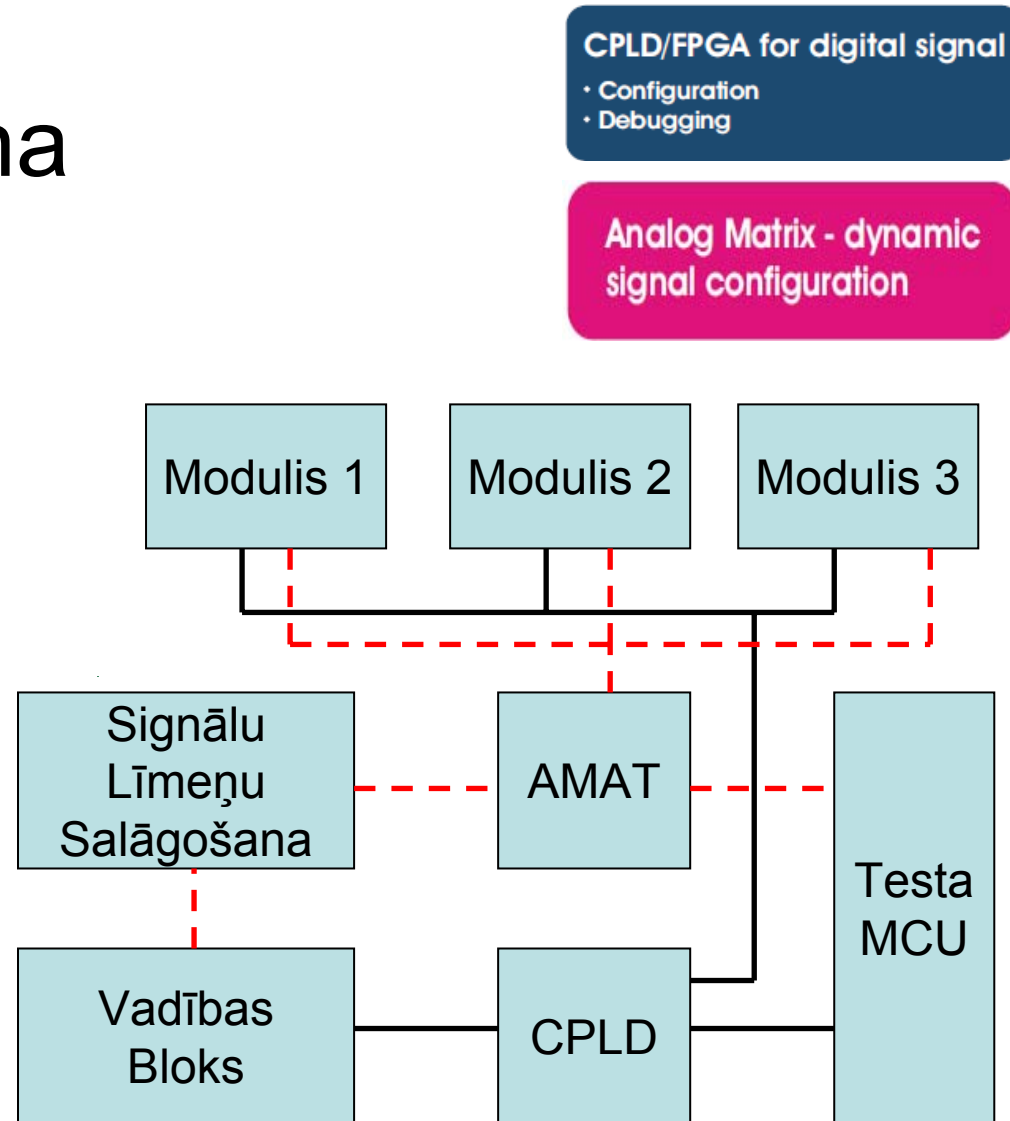 CPLD/FPGA for digital signal
• Configuration
• Debugging
Analog Matrix - dynamic
signal configuration
Modulis 1
Modulis 2
Modulis 3
Signālu
Līmeņu
Salāgošana
AMAT
Testa
MCU
Vadības
Bloks
CPLD